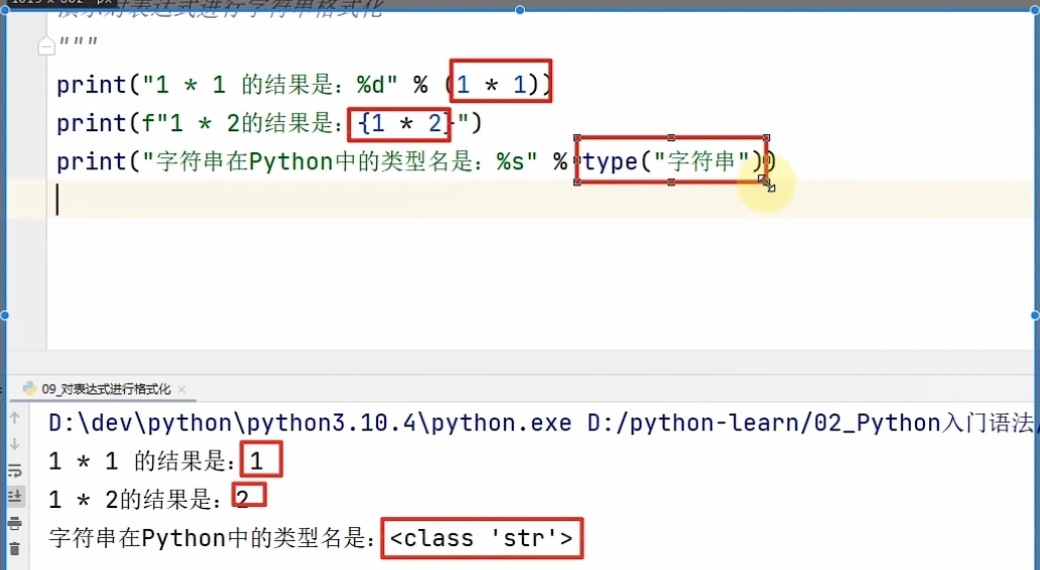 演示对表达式进行字符串格式化
"""
print("1 * 1 的结果是：%d" % (1 * 1))
print(f"1 * 2的结果是：{1 * 2}")
print("字符串在Python中的类型名是：%s" % type("字符串"))
09_对表达式进行格式化
D:\dev\python\python3.10.4\python.exe D:/python-learn/02_Python入门语法/
1 * 1 的结果是：1
1 * 2的结果是：2
字符串在Python中的类型名是：<class 'str'>